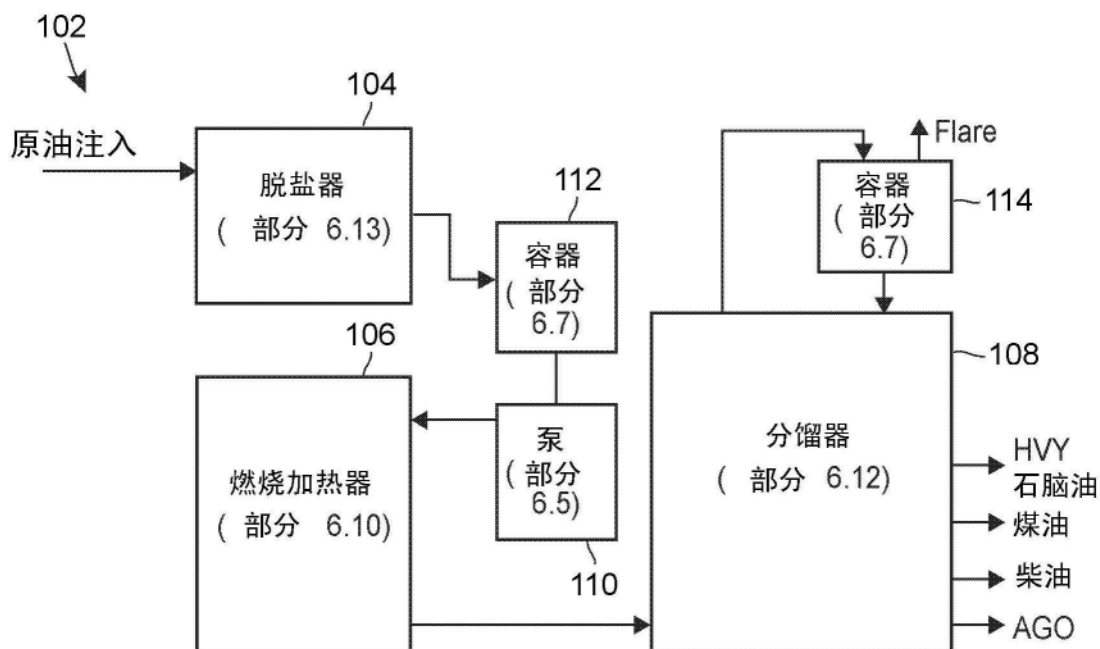 102
原油注入
104
脱盐器
( 部分 6.13)
112
容器
( 部分
6.7)
Flare
容器
( 部分
6.7)
114
106
燃烧加热器
( 部分 6.10)
泵
(部分
6.5)
110
108
分馏器
( 部分 6.12)
HVY
石脑油
煤油
柴油
AGO